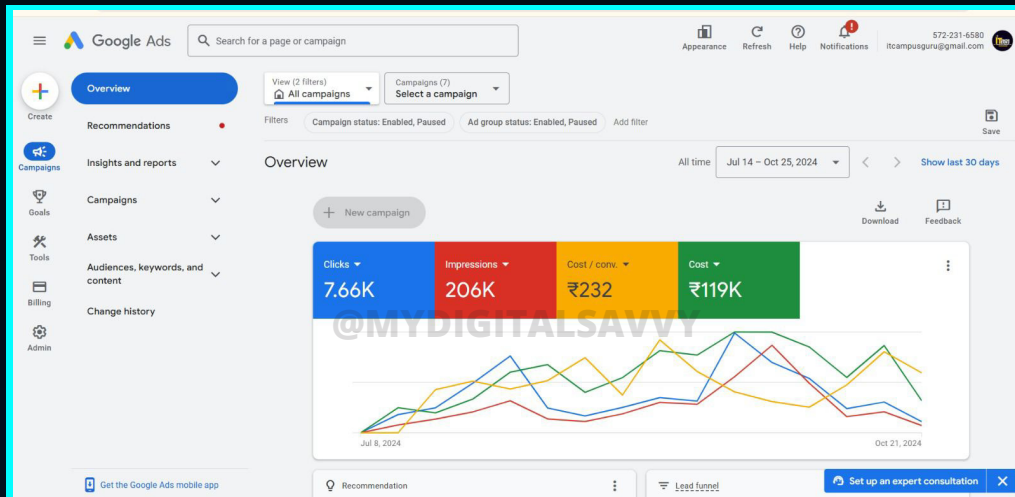 Google Ads
Search for a page or campaign
Appearance
Refresh
Help
Notifications
572-231-6580
itcampusguru@gmail.com
Create
Campaigns
Goals
Tools
Billing
Admin
Overview
Recommendations
Insights and reports
Campaigns
Assets
Audiences, keywords, and
content
Change history
Get the Google Ads mobile app
View (2 filters)
All campaigns
Campaigns (7)
Select a campaign
Filters
Campaign status: Enabled, Paused
Ad group status: Enabled, Paused
Add filter
Save
Overview
All time
Jul 14 – Oct 25, 2024
Show last 30 days
New campaign
Download
Feedback
Clicks
7.66K
Impressions
206K
Cost / conv.
₹232
Cost
₹119K
@MYDIGITALSAVVY
Jul 8, 2024
Oct 21, 2024
Recommendation
Lead funnel
Set up an expert consultation